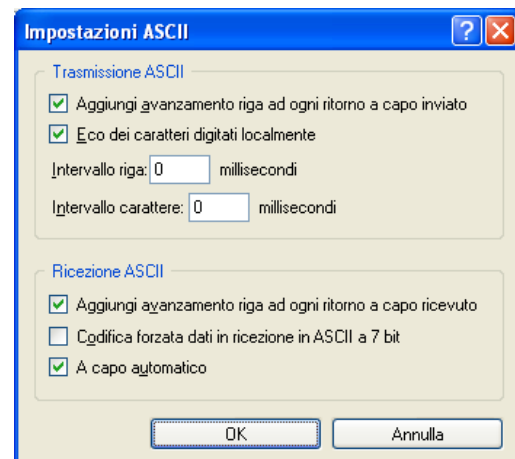 Impostazioni ASCII
Trasmissione ASCII
Aggiungi avanzamento riga ad ogni ritorno a capo inviato
Eco dei caratteri digitati localmente
Intervallo riga: 0 millisecondi
Intervallo carattere: 0 millisecondi
Ricezione ASCII
Aggiungi avanzamento riga ad ogni ritorno a capo ricevuto
Codifica forzata dati in ricezione in ASCII a 7 bit
A capo automatico
OK Annulla